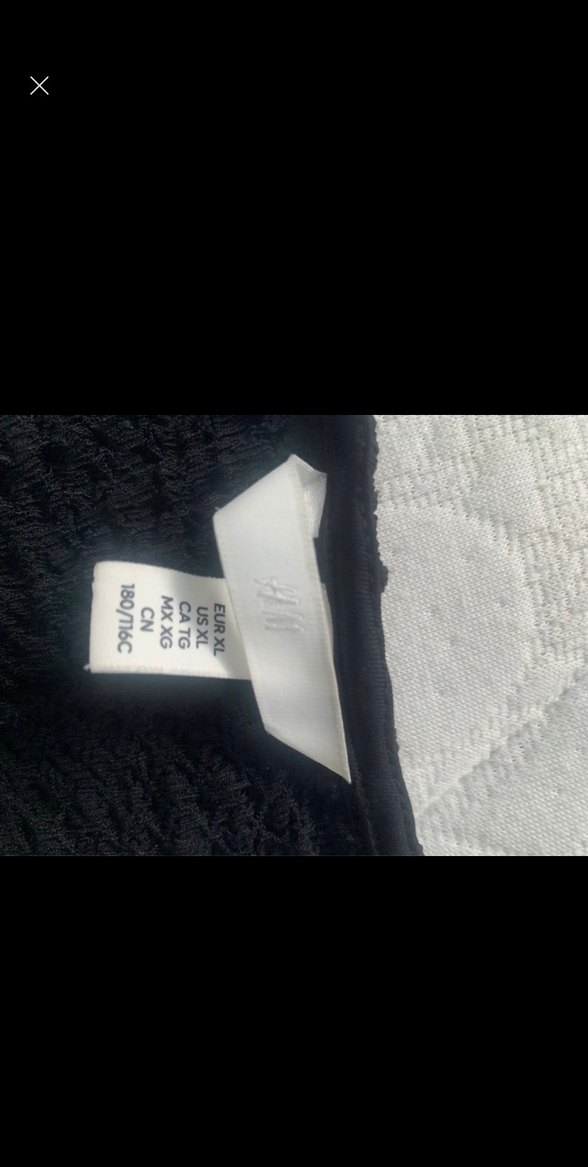 H&M
EUR XL
US XL
CA TG
MX XG
CN
180/116C